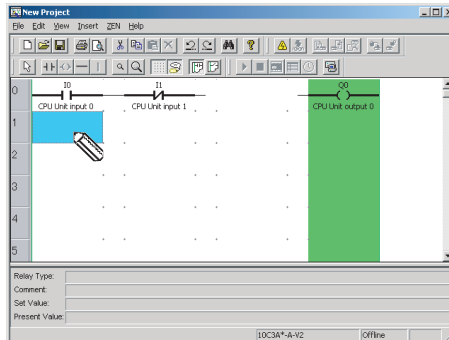 New Project
File Edit View Insert ZEN Help
0
I0
I1
Q0
CPU Unit input 0
CPU Unit input 1
CPU Unit output 0
1
2
3
4
5
Relay Type:
Comment:
Set Value:
Present Value:
10C3A*-A-V2
Offline